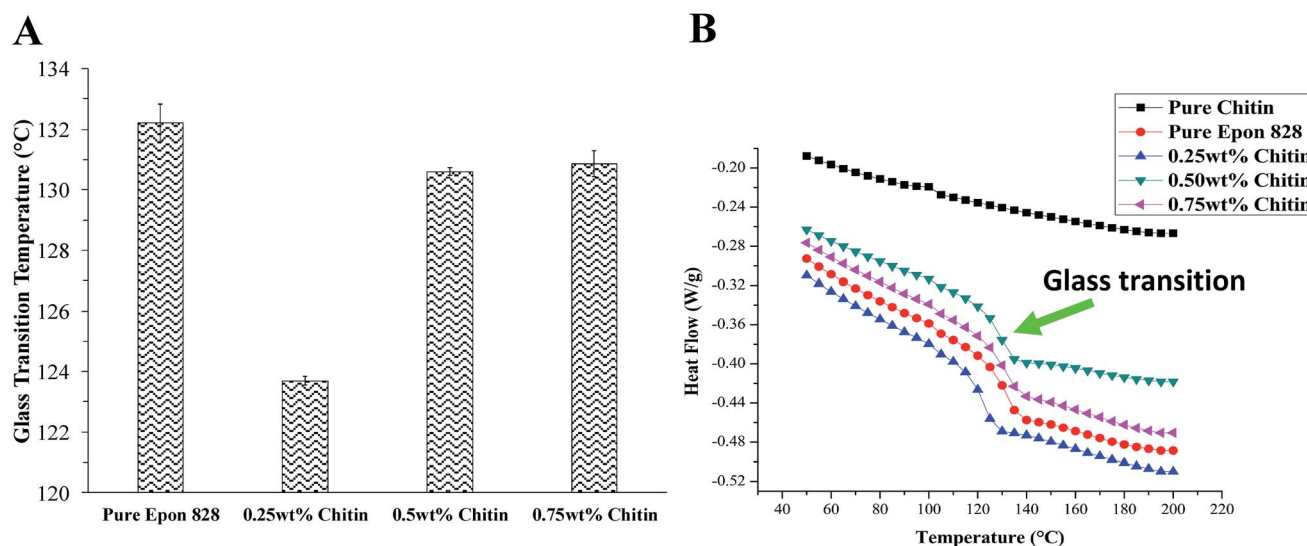 A
Glass Transition Temperature (°C)
134
132
130
128
126
124
122
120
Pure Epon 828
0.25wt% Chitin
0.5wt% Chitin
0.75wt% Chitin
B
Pure Chitin
Pure Epon 828
0.25wt% Chitin
0.50wt% Chitin
0.75wt% Chitin
Glass transition
Heat Flow (W/g)
-0.20
-0.24
-0.28
-0.32
-0.36
-0.40
-0.44
-0.48
-0.52
40
60
80
100
120
140
160
180
200
220
Temperature (°C)